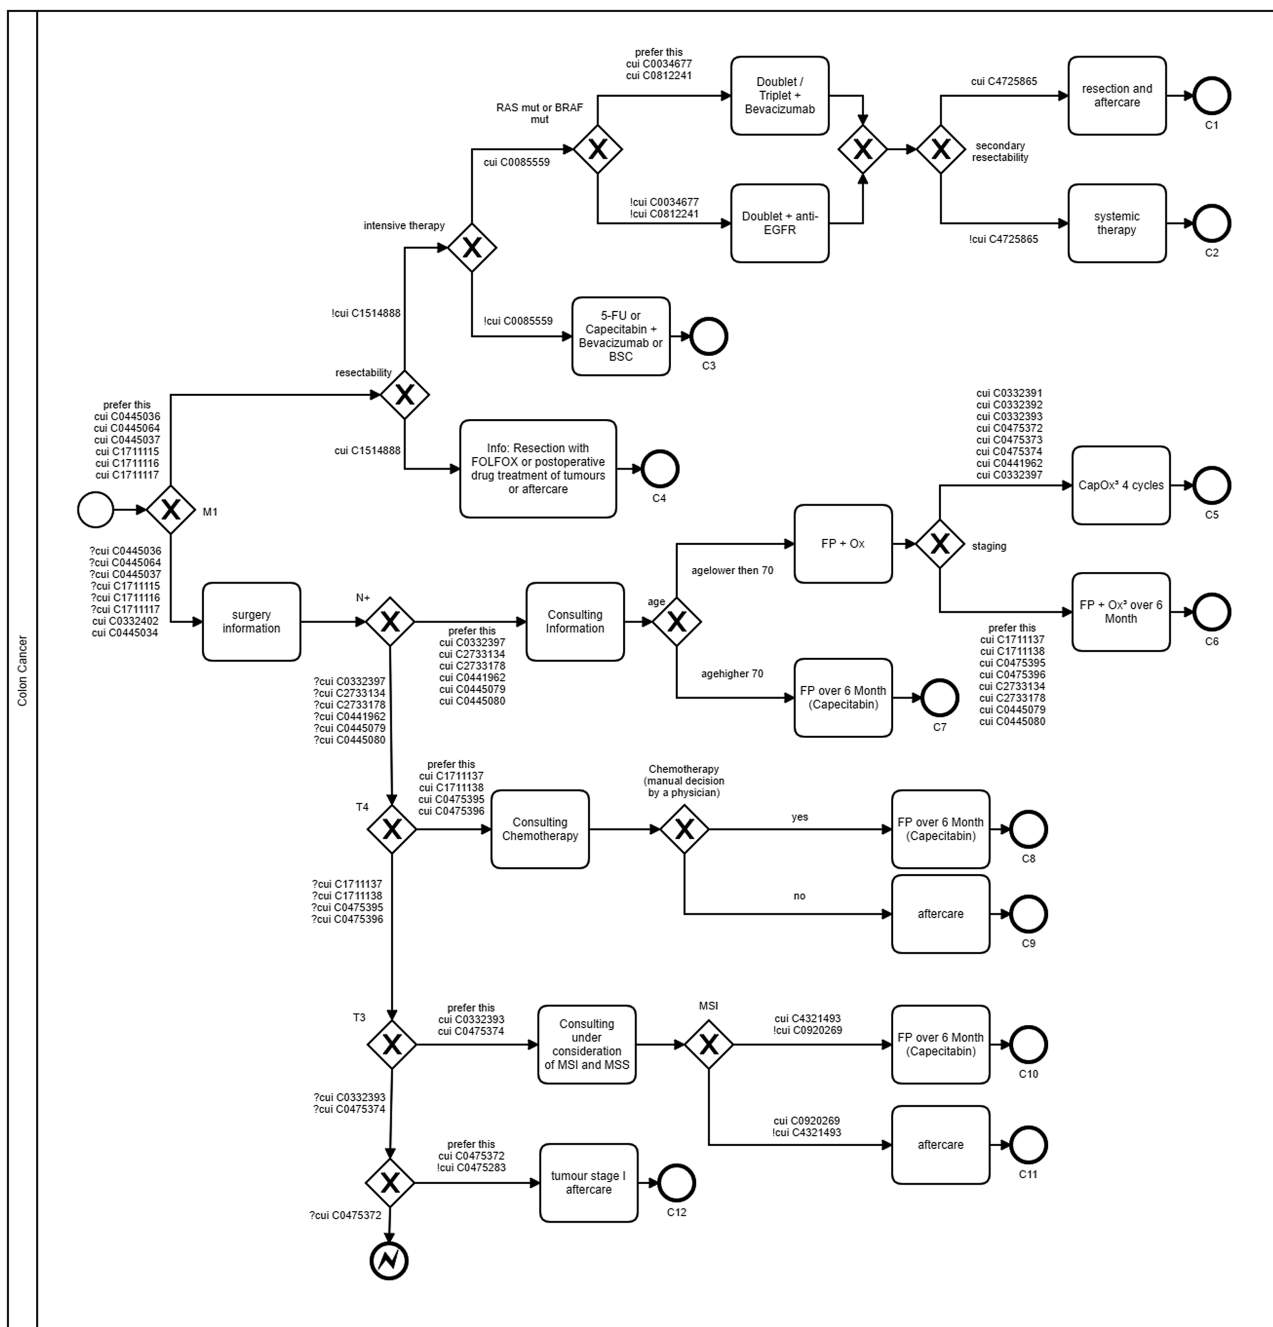 Colon Cancer
prefer this
cui C0034677
cui C0812241
Doublet /
Triplet +
Bevacizumab
cui C4725865
resection and
aftercare
C1
RAS mut or BRAF
mut
cui C0085559
secondary
resectability
!cui C0034677
!cui C0812241
Doublet + anti-
EGFR
!cui C4725865
systemic
therapy
C2
intensive therapy
!cui C1514888
!cui C0085559
5-FU or
Capecitabin +
Bevacizumab or
BSC
C3
resectability
cui C1514888
Info: Resection with
FOLFOX or postoperative
drug treatment of tumours
or aftercare
C4
prefer this
cui C0445036
cui C0445064
cui C0445037
cui C1711115
cui C1711116
cui C1711117
M1
?cui C0445036
?cui C0445064
?cui C0445037
?cui C1711115
?cui C1711116
?cui C1711117
cui C0332402
cui C0445034
surgery
information
N+
prefer this
cui C0332397
cui C2733134
cui C2733178
cui C0441962
cui C0445079
cui C0445080
Consulting
Information
age
agelower then 70
FP + Ox
staging
cui C0332391
cui C0332392
cui C0332393
cui C0475372
cui C0475373
cui C0475374
cui C0441962
cui C0332397
CapOx³ 4 cycles
C5
FP + Ox³ over 6
Month
C6
prefer this
cui C1711137
cui C1711138
cui C0475395
cui C0475396
cui C2733134
cui C2733178
cui C0445079
cui C0445080
agehigher 70
FP over 6 Month
(Capecitabin)
C7
?cui C0332397
?cui C2733134
?cui C2733178
?cui C0441962
?cui C0445079
?cui C0445080
T4
prefer this
cui C1711137
cui C1711138
cui C0475395
cui C0475396
Consulting
Chemotherapy
Chemotherapy
(manual decision
by a physician)
yes
FP over 6 Month
(Capecitabin)
C8
no
aftercare
C9
?cui C1711137
?cui C1711138
?cui C0475395
?cui C0475396
T3
prefer this
cui C0332393
cui C0475374
Consulting
under
consideration
of MSI and MSS
MSI
cui C4321493
!cui C0920269
FP over 6 Month
(Capecitabin)
C10
cui C0920269
!cui C4321493
aftercare
C11
?cui C0332393
?cui C0475374
prefer this
cui C0475372
!cui C0475283
tumour stage I
aftercare
C12
?cui C0475372